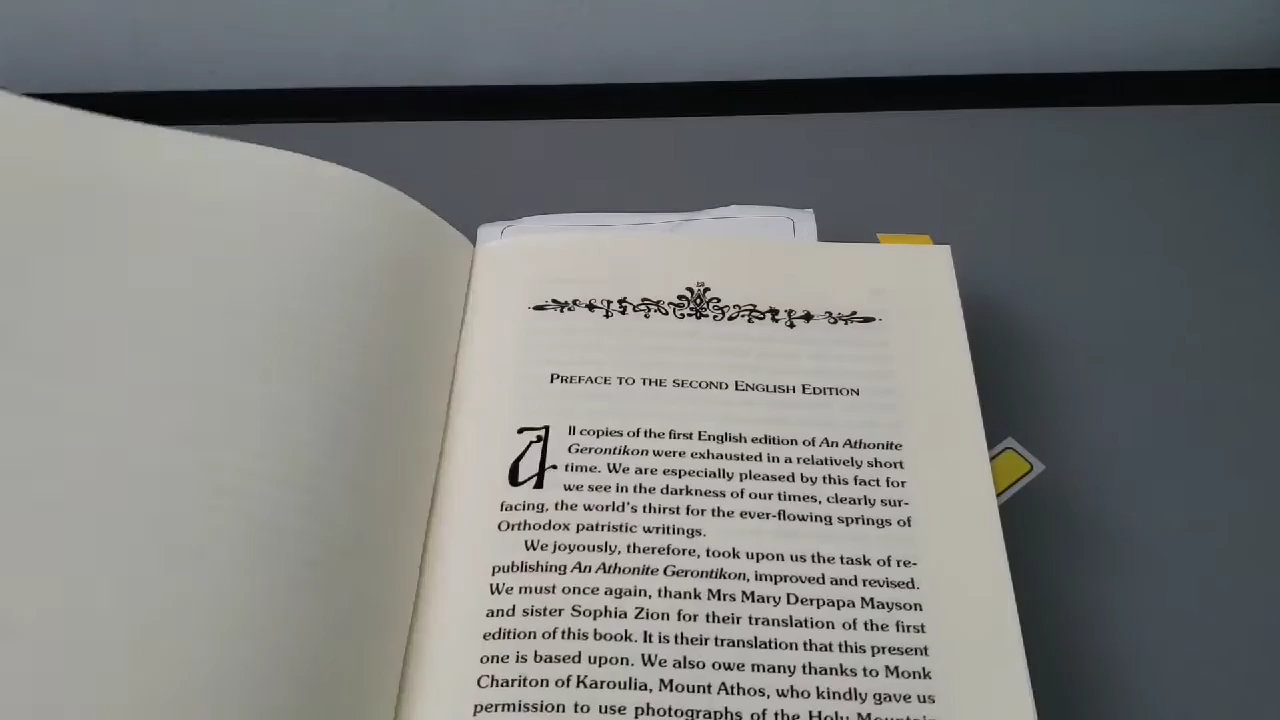 PREFACE TO THE SECOND ENGLISH EDITION
All copies of the first English edition of An Athonite
Gerontikon were exhausted in a relatively short
time. We are especially pleased by this fact for
we see in the darkness of our times, clearly sur-
facing, the world's thirst for the ever-flowing springs of
Orthodox patristic writings.
We joyously, therefore, took upon us the task of re-
publishing An Athonite Gerontikon, improved and revised.
We must once again, thank Mrs Mary Derpapa Mayson
and sister Sophia Zion for their translation of the first
edition of this book. It is their translation that this present
one is based upon. We also owe many thanks to Monk
Chariton of Karoulia, Mount Athos, who kindly gave us
permission to use photographs of the Holy Mountain